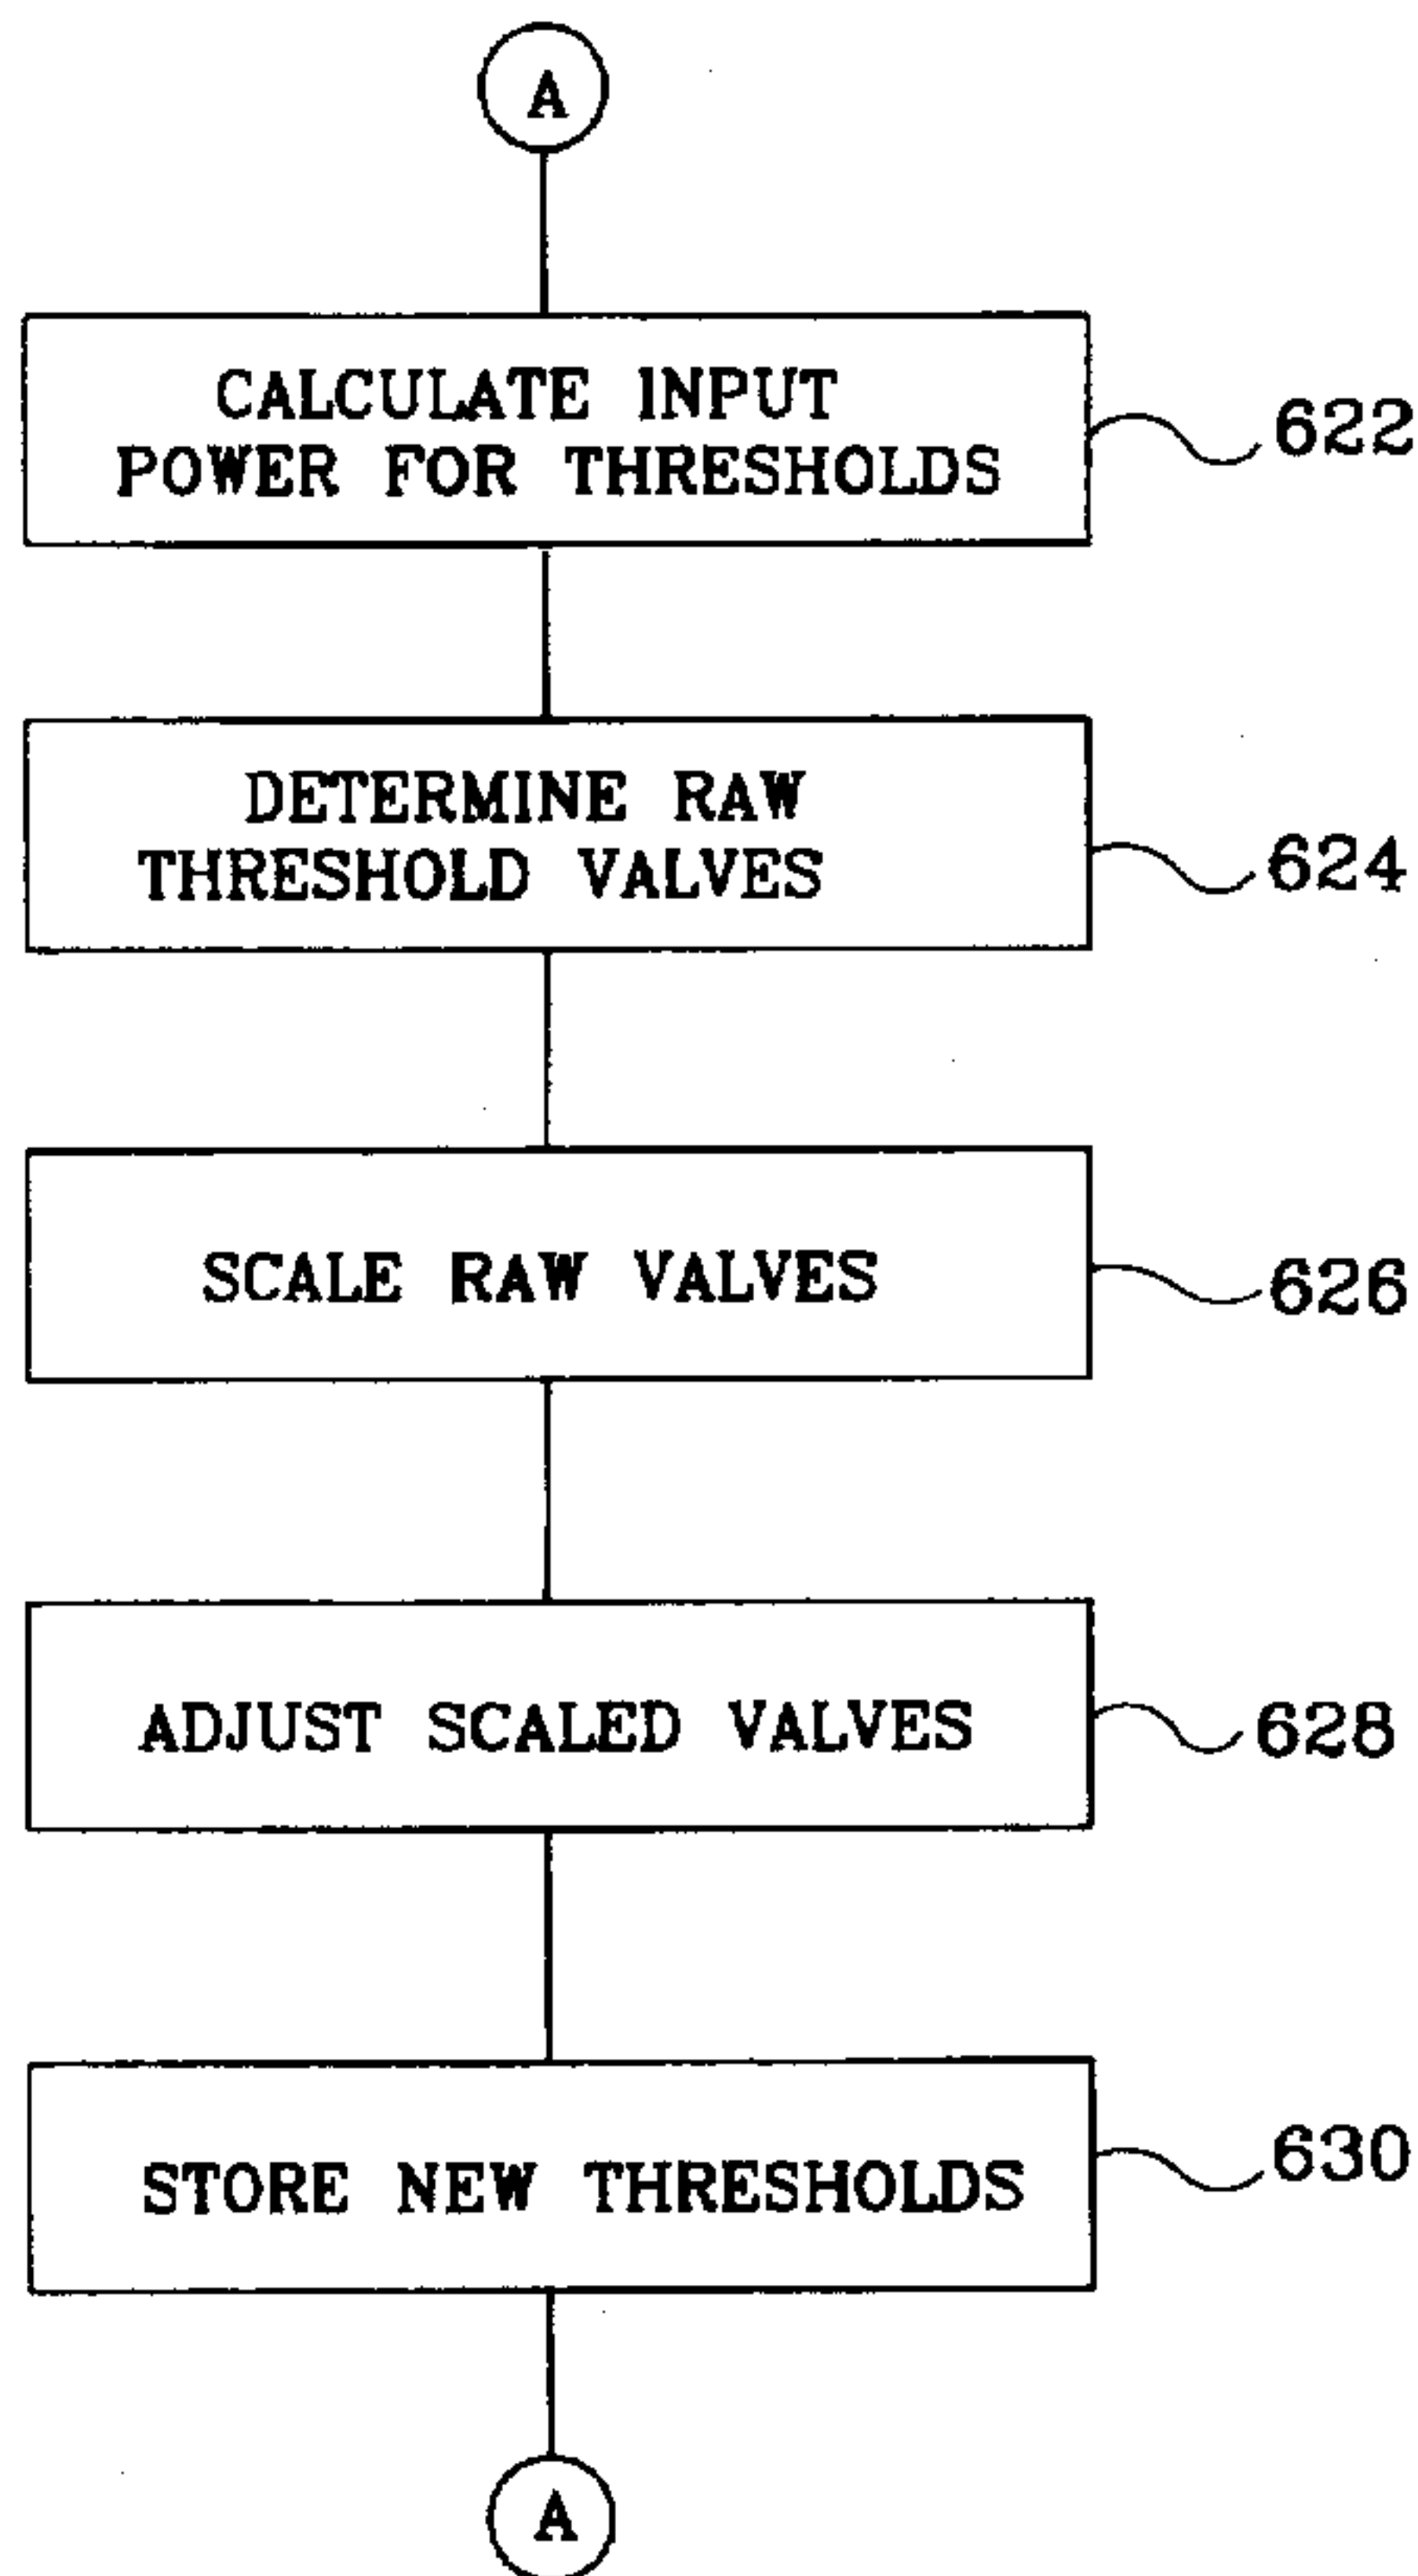 A
CALCULATE INPUT
POWER FOR THRESHOLDS
622
DETERMINE RAW
THRESHOLD VALVES
624
SCALE RAW VALVES
626
ADJUST SCALED VALVES
628
STORE NEW THRESHOLDS
630
A